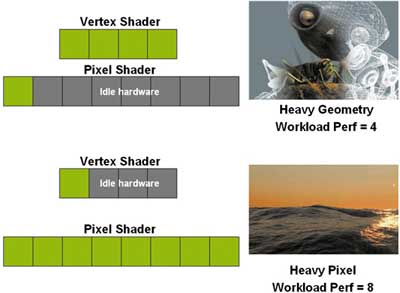 Vertex Shader
Pixel Shader
Idle hardware
Heavy Geometry
Workload Perf = 4
Vertex Shader
Idle hardware
Pixel Shader
Heavy Pixel
Workload Perf = 8